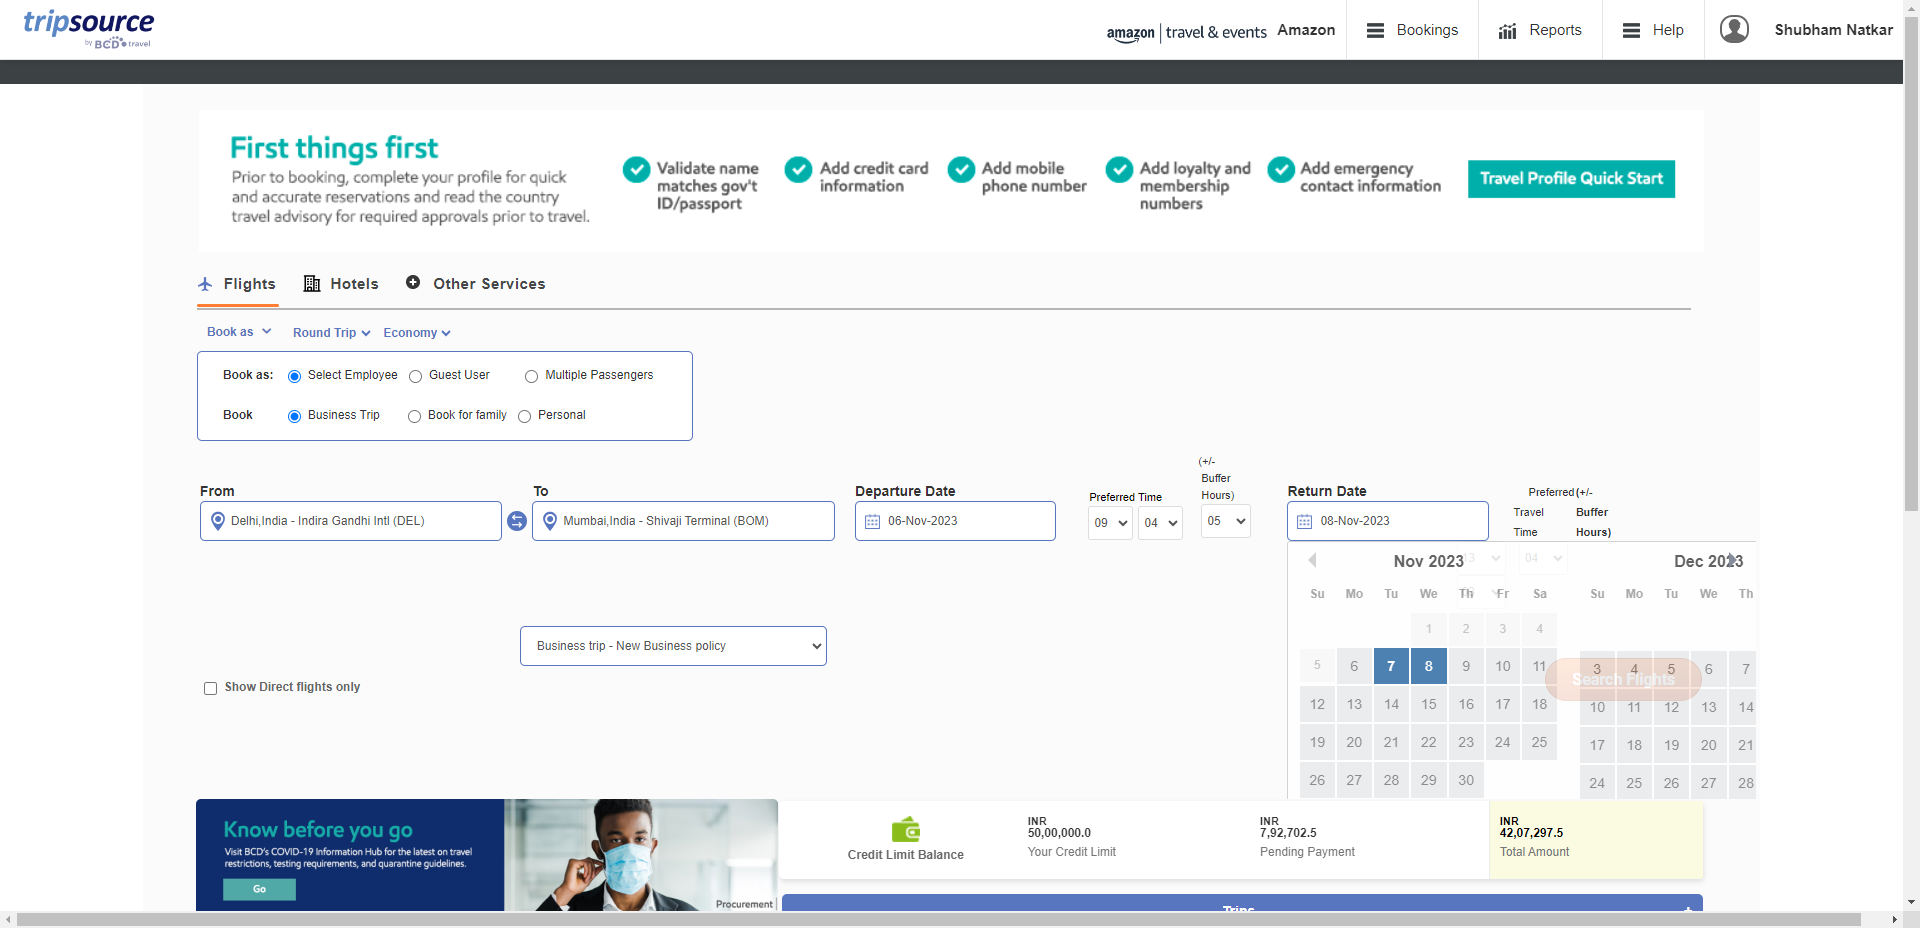 tripsource
by BCD travel
amazon | travel & events Amazon
Bookings
Reports
Help
Shubham Natkar
First things first
Prior to booking, complete your profile for quick
and accurate reservations and read the country
travel advisory for required approvals prior to travel.
Validate name
matches gov't
ID/passport
Add credit card
information
Add mobile
phone number
Add loyalty and
membership
numbers
Add emergency
contact information
Travel Profile Quick Start
Flights
Hotels
Other Services
Book as
Round Trip
Economy
Book as: Select Employee Guest User Multiple Passengers
Book Business Trip Book for family Personal
From
Delhi,India - Indira Gandhi Intl (DEL)
To
Mumbai,India - Shivaji Terminal (BOM)
Departure Date
06-Nov-2023
Preferred Time
09 04
(+/-
Buffer
Hours)
05
Return Date
08-Nov-2023
Preferred
Travel
Time
(+/-
Buffer
Hours)
13 04
Nov 2023
Su Mo Tu We Th Fr Sa
1 2 3 4
5 6 7 8 9 10 11
12 13 14 15 16 17 18
19 20 21 22 23 24 25
26 27 28 29 30
Dec 2023
Su Mo Tu We Th
3 4 5 6 7
10 11 12 13 14
17 18 19 20 21
24 25 26 27 28
Search Flights
Business trip - New Business policy
Show Direct flights only
Know before you go
Visit BCD's COVID-19 Information Hub for the latest on travel
restrictions, testing requirements, and quarantine guidelines.
Go
Procurement |
Credit Limit Balance
INR
50,00,000.0
Your Credit Limit
INR
7,92,702.5
Pending Payment
INR
42,07,297.5
Total Amount
Trips